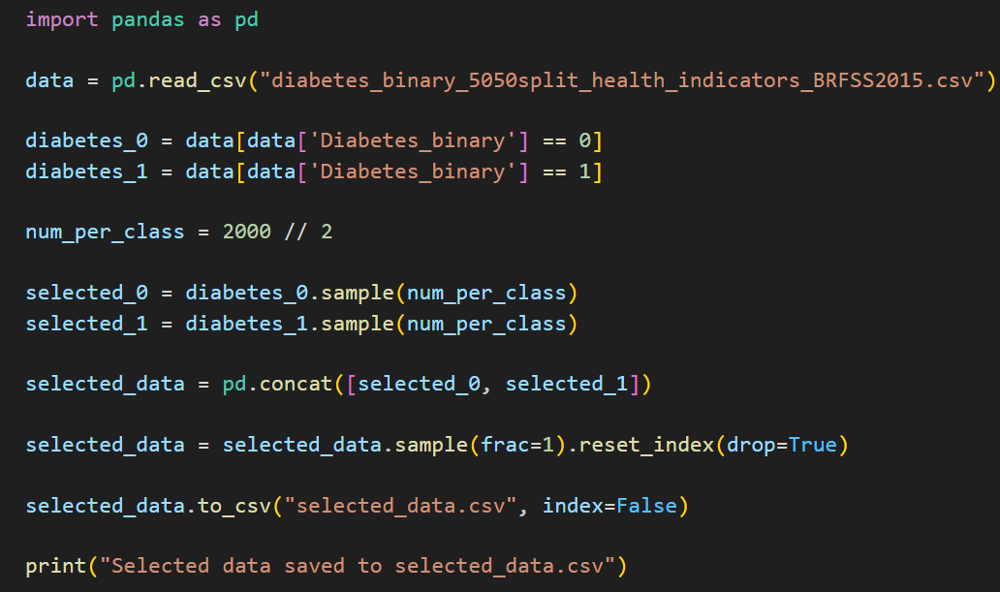 import pandas as pd
data = pd.read_csv("diabetes_binary_5050split_health_indicators_BRFSS2015.csv")
diabetes_0 = data[data['Diabetes_binary'] == 0]
diabetes_1 = data[data['Diabetes_binary'] == 1]
num_per_class = 2000 // 2
selected_0 = diabetes_0.sample(num_per_class)
selected_1 = diabetes_1.sample(num_per_class)
selected_data = pd.concat([selected_0, selected_1])
selected_data = selected_data.sample(frac=1).reset_index(drop=True)
selected_data.to_csv("selected_data.csv", index=False)
print("Selected data saved to selected_data.csv")